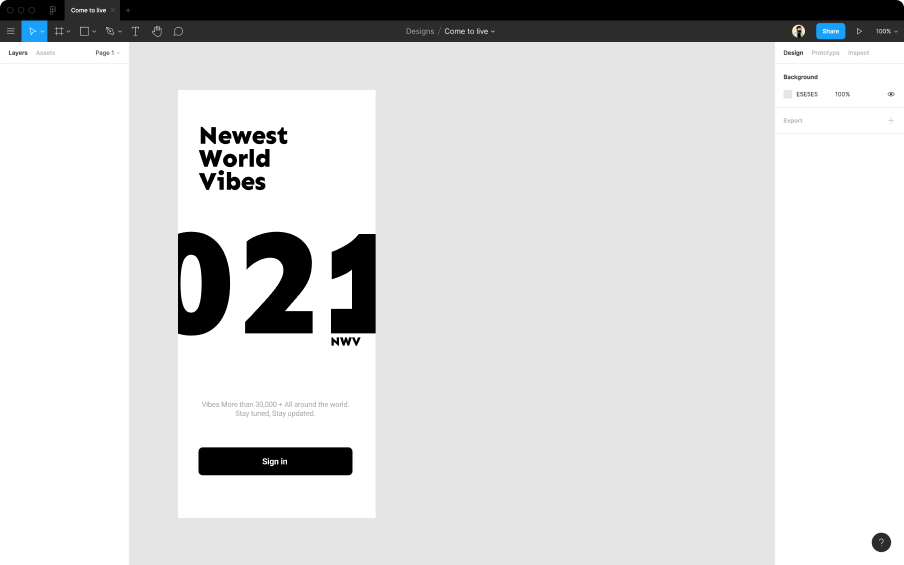 Come to live
Designs / Come to live
Share
100%
Layers
Assets
Page 1
Design
Prototype
Inspect
Background
E5E5E5
100%
Export
Newest
World
Vibes
021
NWV
Vibes More than 30,000 + All around the world.
Stay tuned, Stay updated.
Sign in
?